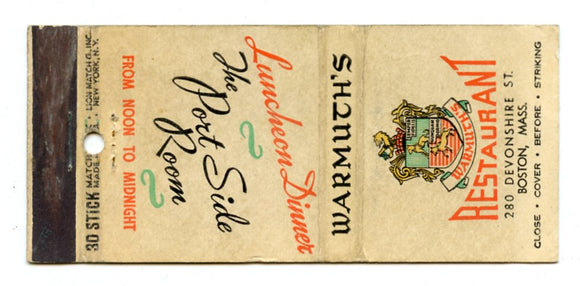 WARMUTH'S
RESTAURANT
280 DEVONSHIRE ST.
BOSTON, MASS.
CLOSE • COVER • BEFORE • STRIKING
WARMUTH'S
Luncheon Dinner
The
Port Side
Room
FROM NOON TO MIDNIGHT
30 STICK MATCH
LION MATCH CO. INC.
MADE
NEW YORK, N.Y.